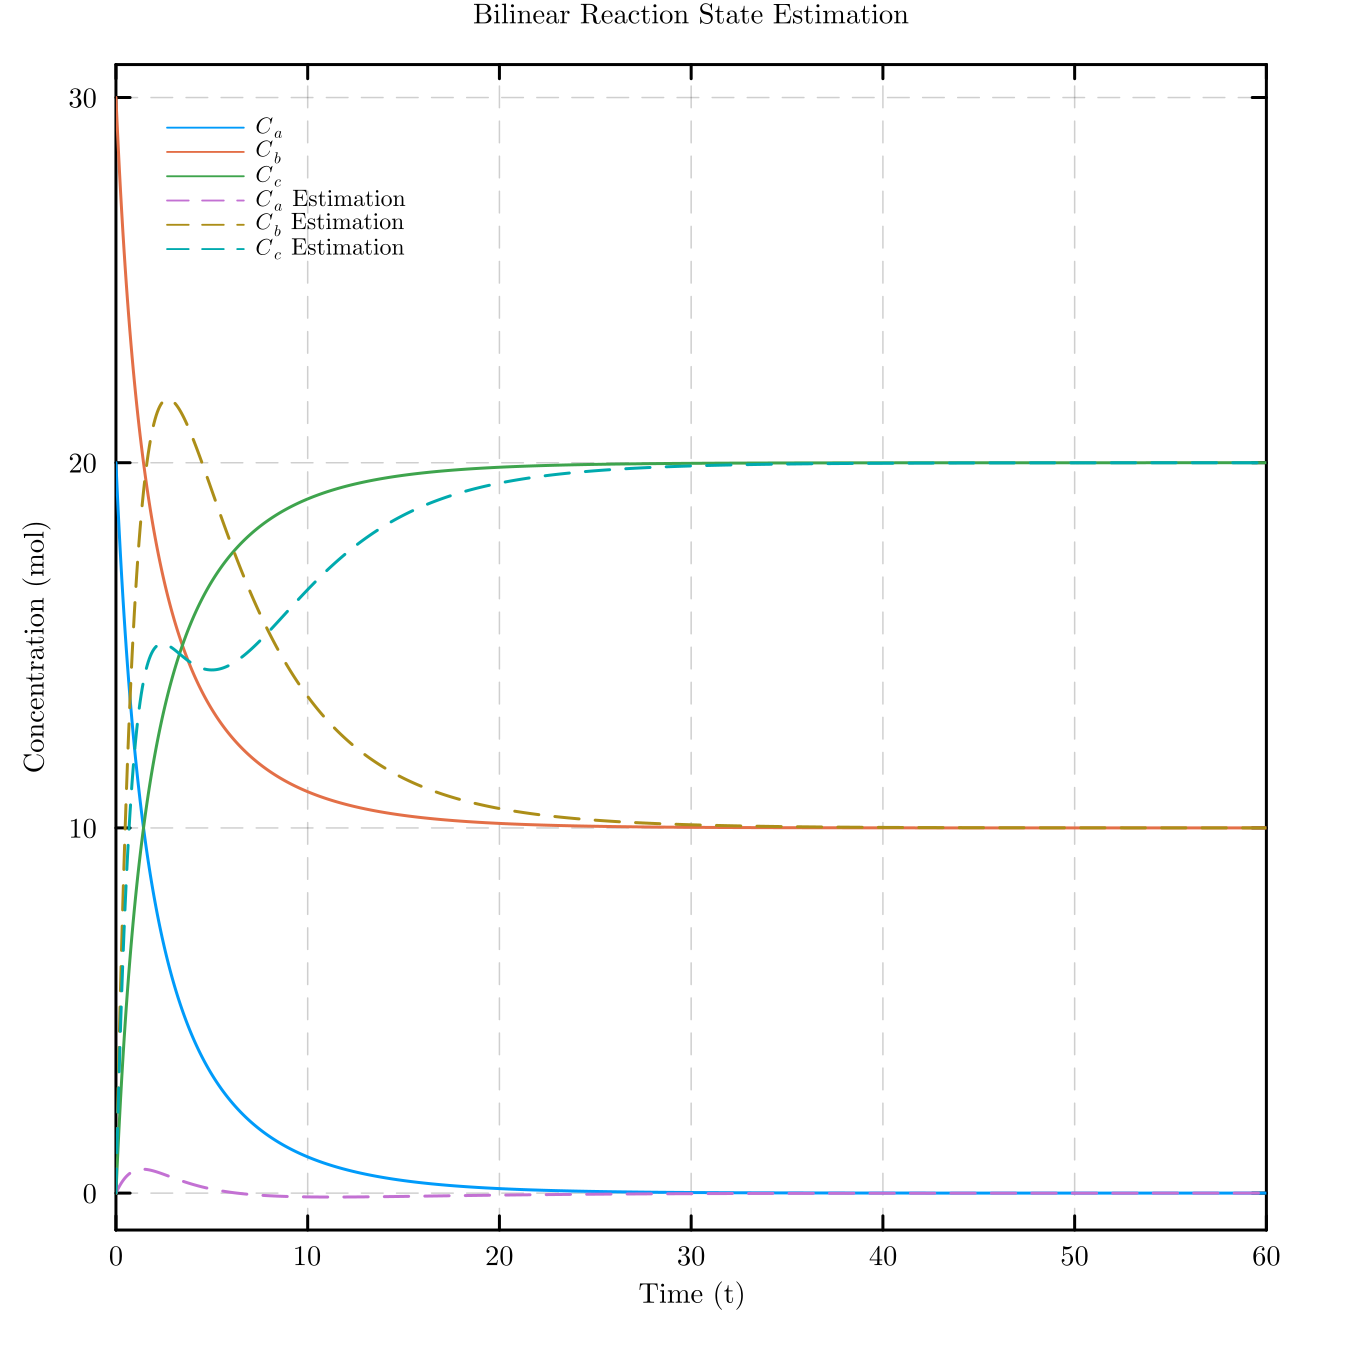 Bilinear Reaction State Estimation
30
20
10
0
Concentration (mol)
C_a
C_b
C_c
C_a Estimation
C_b Estimation
C_c Estimation
0 10 20 30 40 50 60
Time (t)